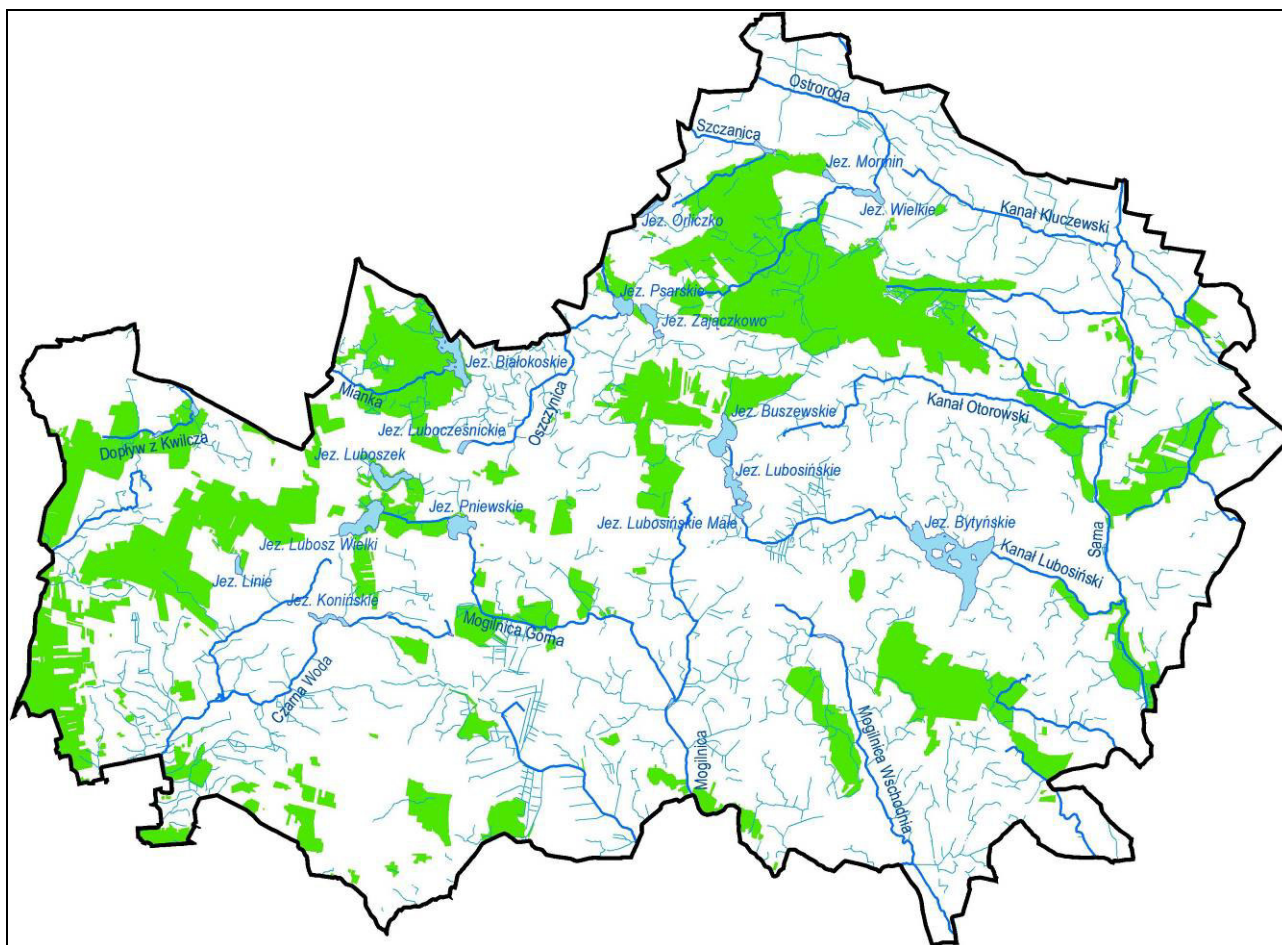 Ostroroga
Szczanica
Jez. Mormin
Jez. Wielkie
Kanał Kluczewski
Jez. Orliczko
Jez. Psarskie
Jez. Zajączkowo
Jez. Białokoskie
Mianka
Oszczynica
Jez. Buszewskie
Kanał Otorowski
Jez. Luboczešnickie
Dopływ z Kwilcza
Jez. Luboszek
Jez. Lubosińskie
Jez. Pniewskie
Jez. Lubosińskie Małe
Jez. Bytyńskie
Sama
Jez. Lubosz Wielki
Kanał Lubosiński
Jez. Linie
Jez. Konińskie
Mogilnica Górna
Czarna Woda
Mogilnica
Mogilnica Wschodnia